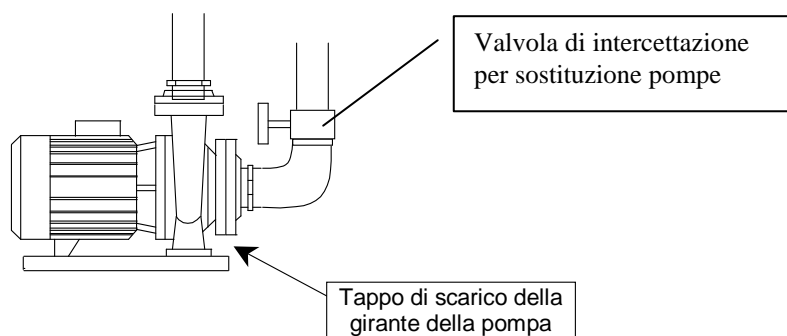 Valvola di intercettazione
per sostituzione pompe
Tappo di scarico della
girante della pompa